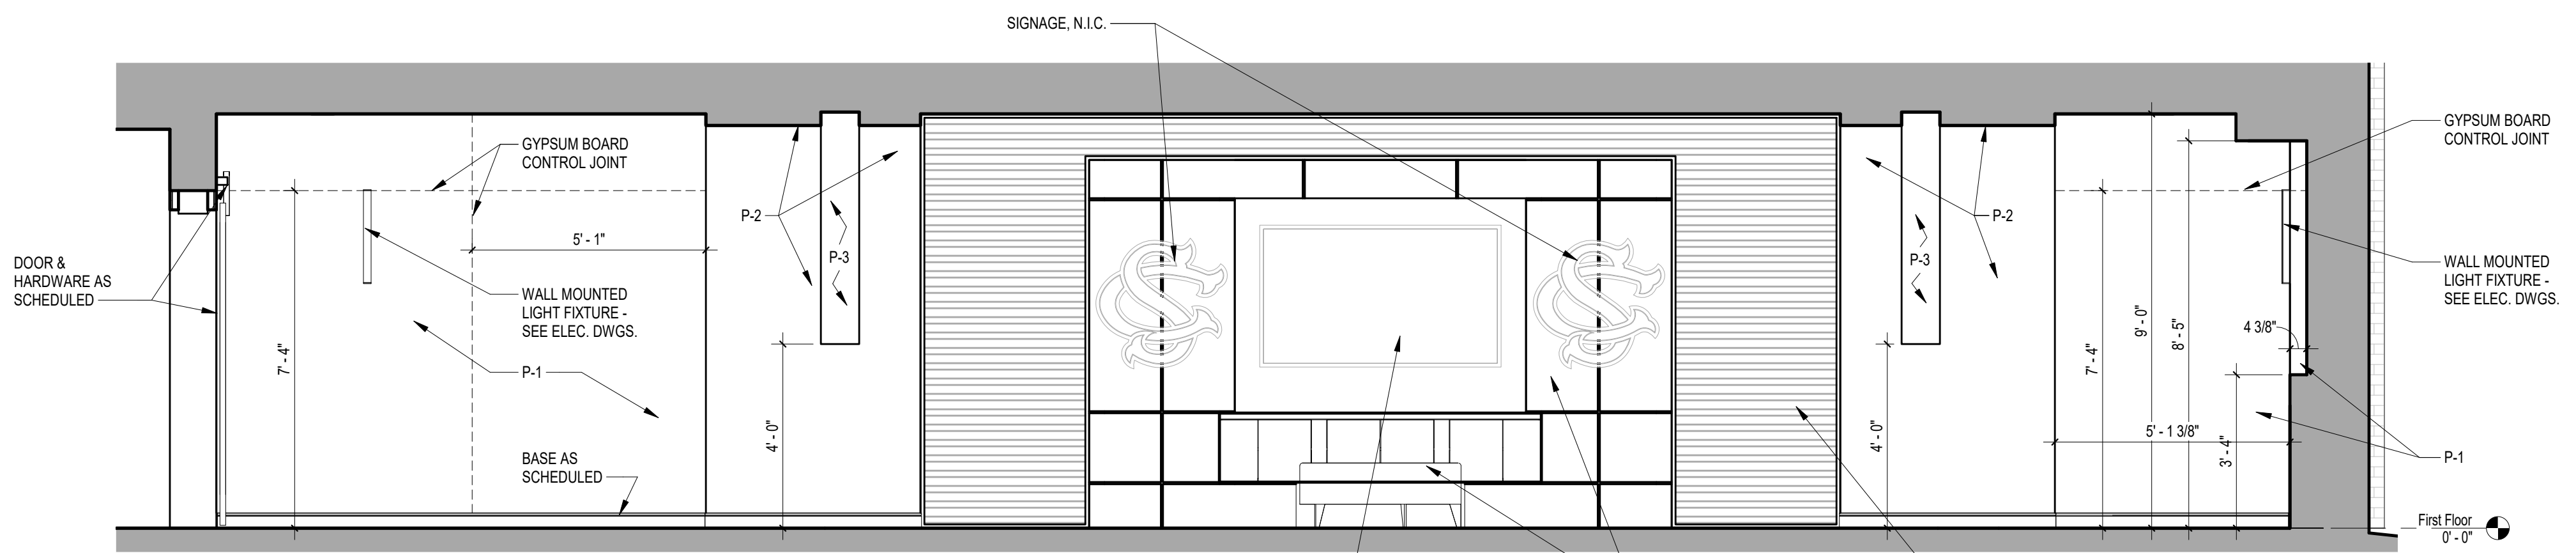 SIGNAGE, N.I.C.
GYPSUM BOARD
CONTROL JOINT
GYPSUM BOARD
CONTROL JOINT
P-2
P-2
5' - 1"
P-3
P-3
DOOR &
HARDWARE AS
SCHEDULED
WALL MOUNTED
LIGHT FIXTURE -
SEE ELEC. DWGS.
WALL MOUNTED
LIGHT FIXTURE -
SEE ELEC. DWGS.
7' - 4"
7' - 4"
9' - 0"
8' - 5"
4 3/8"
P-1
4' - 0"
4' - 0"
5' - 1 3/8"
3' - 4"
P-1
BASE AS
SCHEDULED
First Floor
0' - 0"